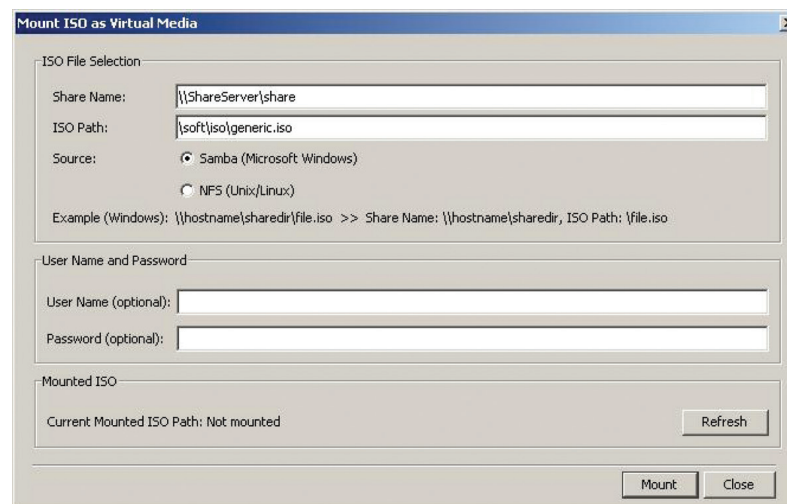 Mount ISO as Virtual Media
ISO File Selection
Share Name: \\ShareServer\share
ISO Path: \soft\iso\generic.iso
Source: Samba (Microsoft Windows)
NFS (Unix/Linux)
Example (Windows): \\hostname\sharedir\file.iso >> Share Name: \\hostname\sharedir, ISO Path: \file.iso
User Name and Password
User Name (optional):
Password (optional):
Mounted ISO
Current Mounted ISO Path: Not mounted Refresh
Mount Close